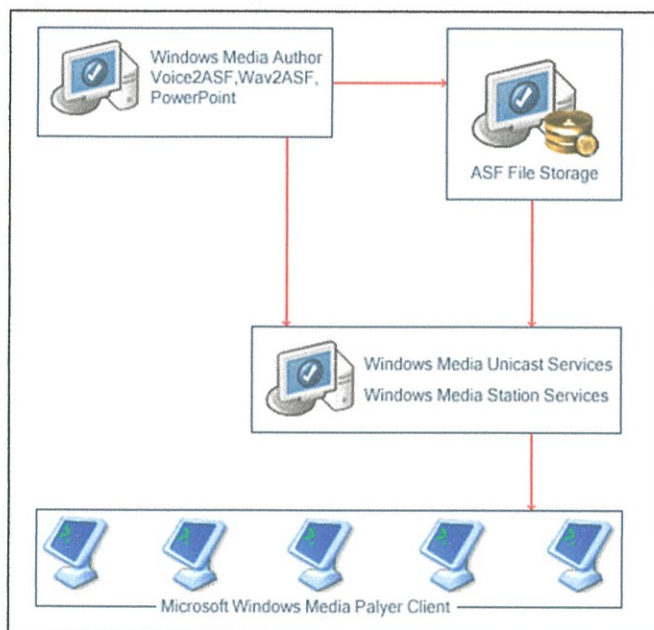 Windows Media Author
Voice2ASF,Wav2ASF,
PowerPoint
ASF File Storage
Windows Media Unicast Services
Windows Media Station Services
Microsoft Windows Media Palyer Client